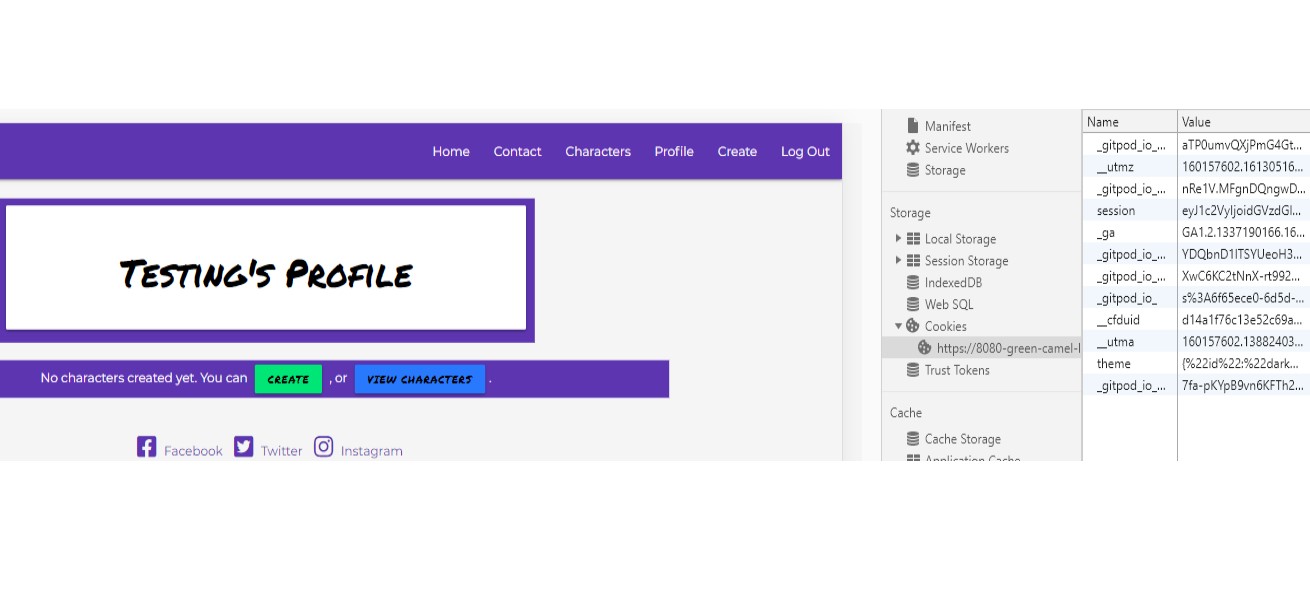 Home Contact Characters Profile Create Log Out
Testing's Profile
No characters created yet. You can CREATE , or VIEW CHARACTERS .
Facebook Twitter Instagram
Manifest
Service Workers
Storage
Storage
Local Storage
Session Storage
IndexedDB
Web SQL
Cookies
https://8080-green-camel-l
Trust Tokens
Cache
Cache Storage
Application Cache
Name Value
_gitpod_io_... aTP0umvQXjPmG4Gt...
__utmz 160157602.16130516...
_gitpod_io_... nRe1V.MFgnDQngwD...
session eyJ1c2VyIjoidGVzdGl...
_ga GA1.2.1337190166.16...
_gitpod_io_... YDQbnD1ITSYUeoH3...
_gitpod_io_... XwC6KC2tNnX-rt992...
_gitpod_io_ s%3A6f65ece0-6d5d-...
__cfduid d14a1f76c13e52c69a...
__utma 160157602.13882403...
theme {%22id%22:%22dark...
_gitpod_io_... 7fa-pKYpB9vn6KFTh2...